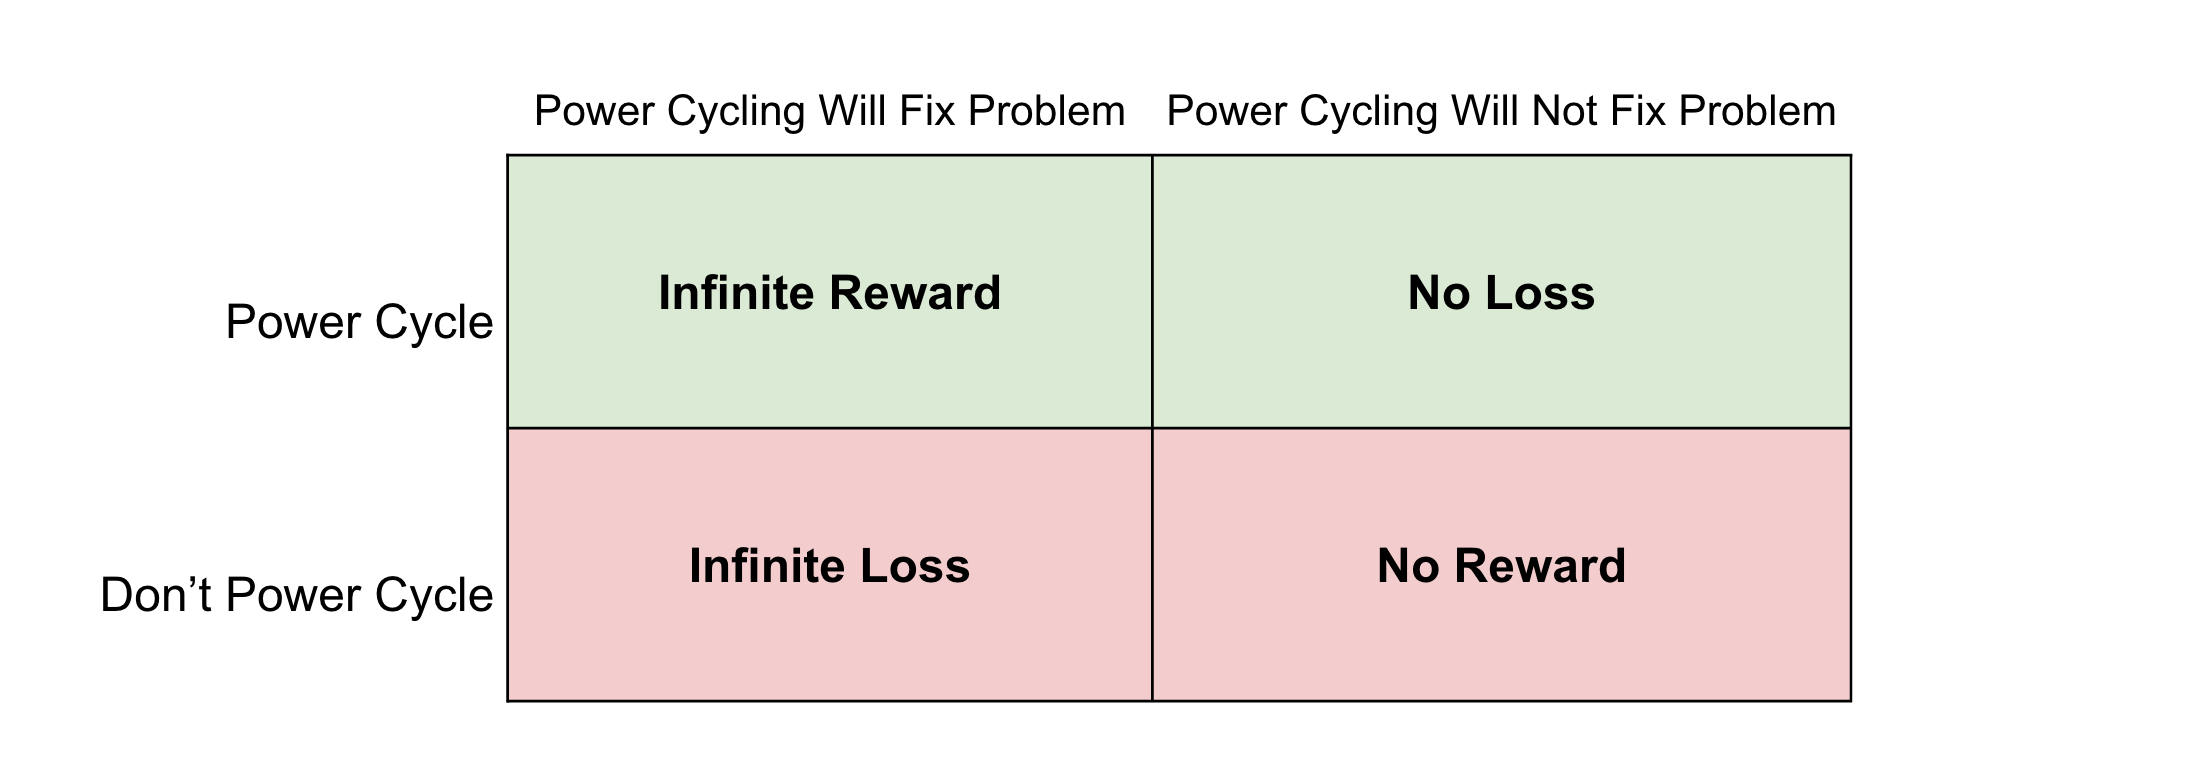 Power Cycling Will Fix Problem
Power Cycling Will Not Fix Problem
Power Cycle
Infinite Reward
No Loss
Don’t Power Cycle
Infinite Loss
No Reward